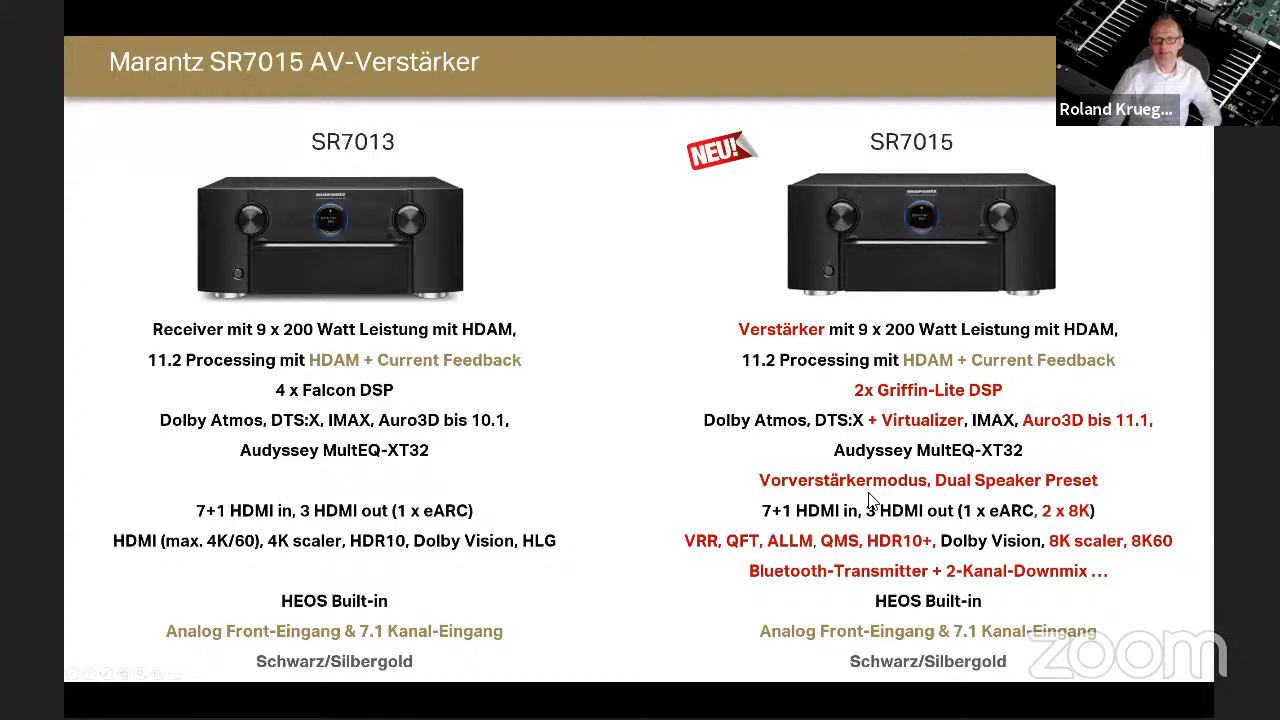 Marantz SR7015 AV-Verstärker
Roland Krueg...
SR7013
NEU!
SR7015
marantz
marantz
Receiver mit 9 x 200 Watt Leistung mit HDAM,
11.2 Processing mit HDAM + Current Feedback
4 x Falcon DSP
Dolby Atmos, DTS:X, IMAX, Auro3D bis 10.1,
Audyssey MultEQ-XT32
7+1 HDMI in, 3 HDMI out (1 x eARC)
HDMI (max. 4K/60), 4K scaler, HDR10, Dolby Vision, HLG
HEOS Built-in
Analog Front-Eingang & 7.1 Kanal-Eingang
Schwarz/Silbergold
Verstärker mit 9 x 200 Watt Leistung mit HDAM,
11.2 Processing mit HDAM + Current Feedback
2x Griffin-Lite DSP
Dolby Atmos, DTS:X + Virtualizer, IMAX, Auro3D bis 11.1,
Audyssey MultEQ-XT32
Vorverstärkermodus, Dual Speaker Preset
7+1 HDMI in, 3 HDMI out (1 x eARC, 2 x 8K)
VRR, QFT, ALLM, QMS, HDR10+, Dolby Vision, 8K scaler, 8K60
Bluetooth-Transmitter + 2-Kanal-Downmix ...
HEOS Built-in
Analog Front-Eingang & 7.1 Kanal-Eingang
Schwarz/Silbergold
zoom